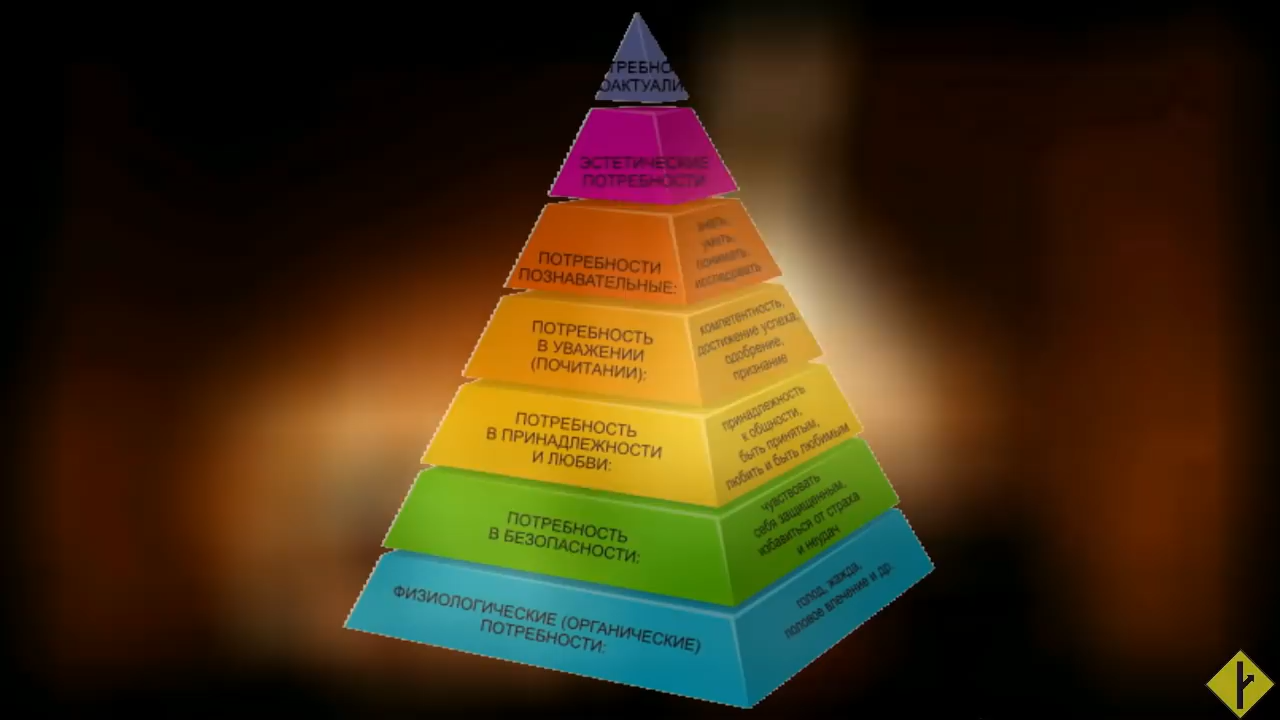 ТРЕБНО
ОАКТУАЛИ
ЭСТЕТИЧЕСКИЕ
ПОТРЕБНОСТИ
ПОТРЕБНОСТИ
ПОЗНАВАТЕЛЬНЫЕ:
знать,
уметь,
понимать,
исследовать
ПОТРЕБНОСТЬ
В УВАЖЕНИИ
(ПОЧИТАНИИ):
компетентность,
достижение успеха,
одобрение,
признание
ПОТРЕБНОСТЬ
В ПРИНАДЛЕЖНОСТИ
И ЛЮБВИ:
принадлежность
к общности,
быть принятым,
любить и быть любимым
ПОТРЕБНОСТЬ
В БЕЗОПАСНОСТИ:
чувствовать
себя защищенным,
избавиться от страха
и неудач
ФИЗИОЛОГИЧЕСКИЕ (ОРГАНИЧЕСКИЕ)
ПОТРЕБНОСТИ:
голод, жажда,
половое влечение и др.